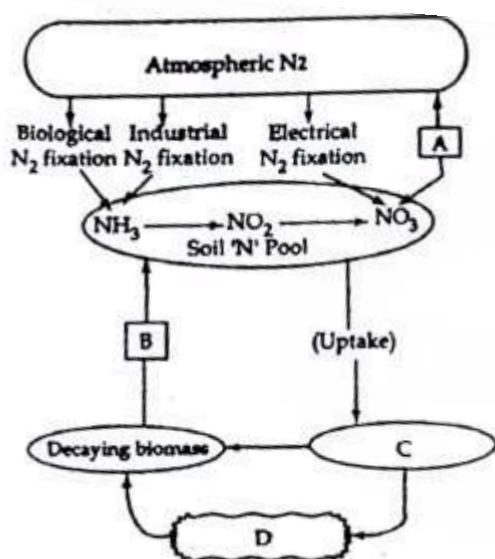 Atmospheric N2
Biological Industrial Electrical
N2 fixation N2 fixation N2 fixation
A
NH3 NO2 NO3
Soil 'N' Pool
B
(Uptake)
Decaying biomass
C
D